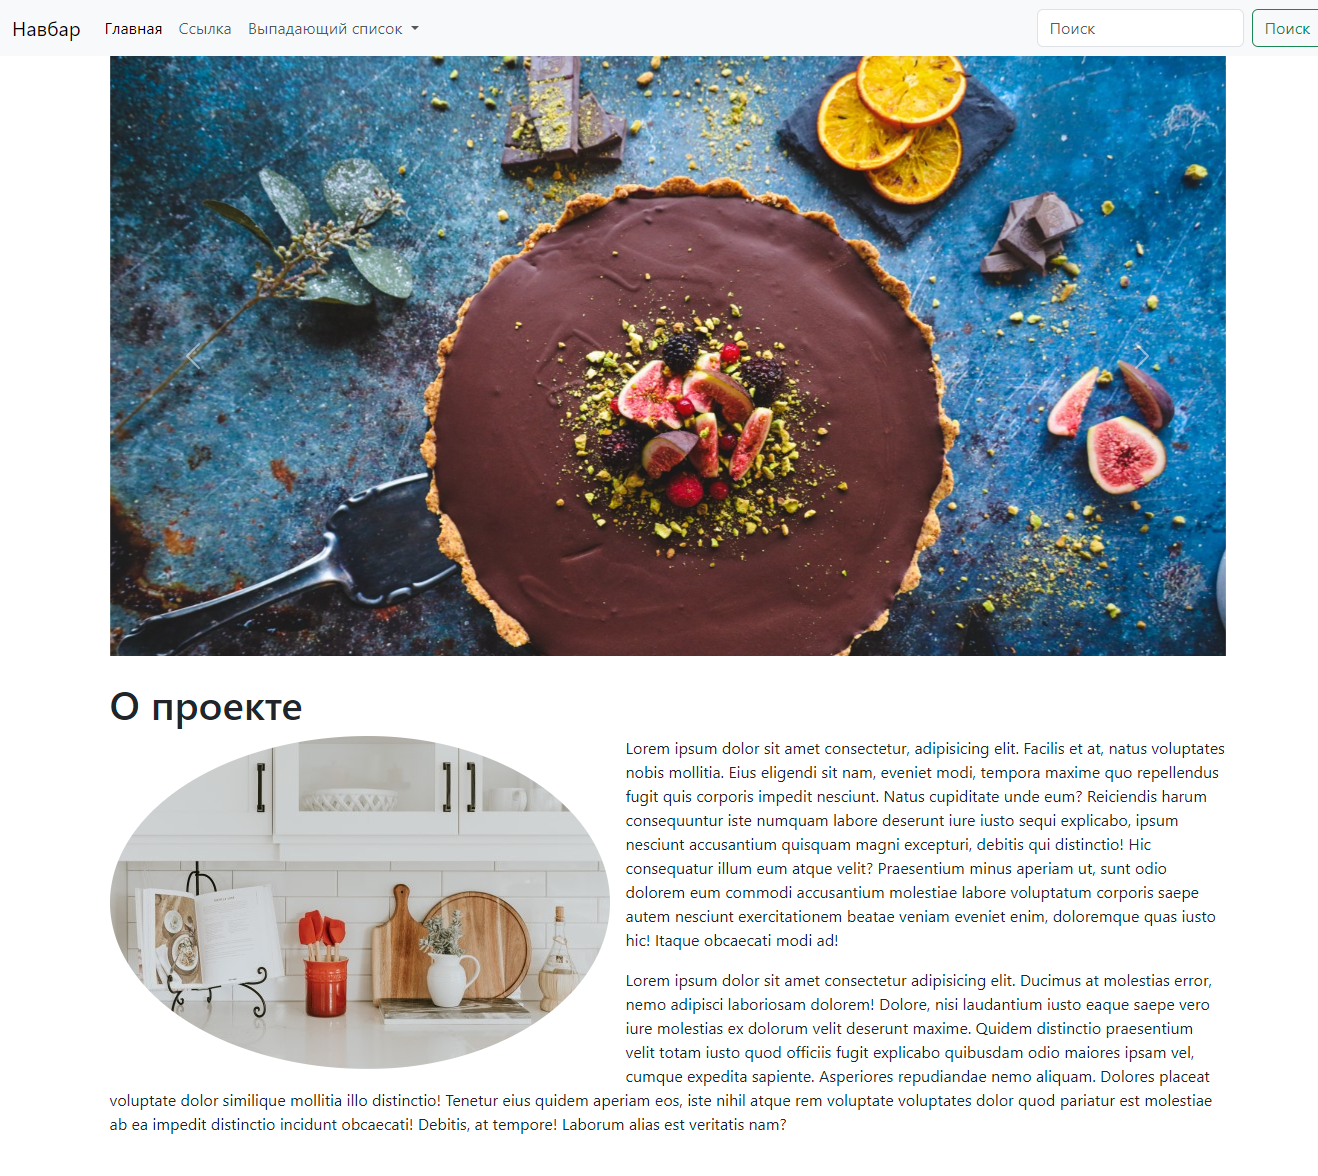 Навбар Главная Ссылка Выпадающий список Поиск Поиск
О проекте
Lorem ipsum dolor sit amet consectetur, adipisicing elit. Facilis et at, natus voluptates
nobis mollitia. Eius eligendi sit nam, eveniet modi, tempora maxime quo repellendus
fugit quis corporis impedit nesciunt. Natus cupiditate unde eum? Reiciendis harum
consequuntur iste numquam labore deserunt iure iusto sequi explicabo, ipsum
nesciunt accusantium quisquam magni excepturi, debitis qui distinctio! Hic
consequatur illum eum atque velit? Praesentium minus aperiam ut, sunt odio
dolorem eum commodi accusantium molestiae labore voluptatum corporis saepe
autem nesciunt exercitationem beatae veniam eveniet enim, doloremque quas iusto
hic! Itaque obcaecati modi ad!
Lorem ipsum dolor sit amet consectetur adipisicing elit. Ducimus at molestias error,
nemo adipisci laboriosam dolorem! Dolore, nisi laudantium iusto eaque saepe vero
iure molestias ex dolorum velit deserunt maxime. Quidem distinctio praesentium
velit totam iusto quod officiis fugit explicabo quibusdam odio maiores ipsam vel,
cumque expedita sapiente. Asperiores repudiandae nemo aliquam. Dolores placeat
voluptate dolor similique mollitia illo distinctio! Tenetur eius quidem aperiam eos, iste nihil atque rem voluptate voluptates dolor quod pariatur est molestiae
ab ea impedit distinctio incidunt obcaecati! Debitis, at tempore! Laborum alias est veritatis nam?